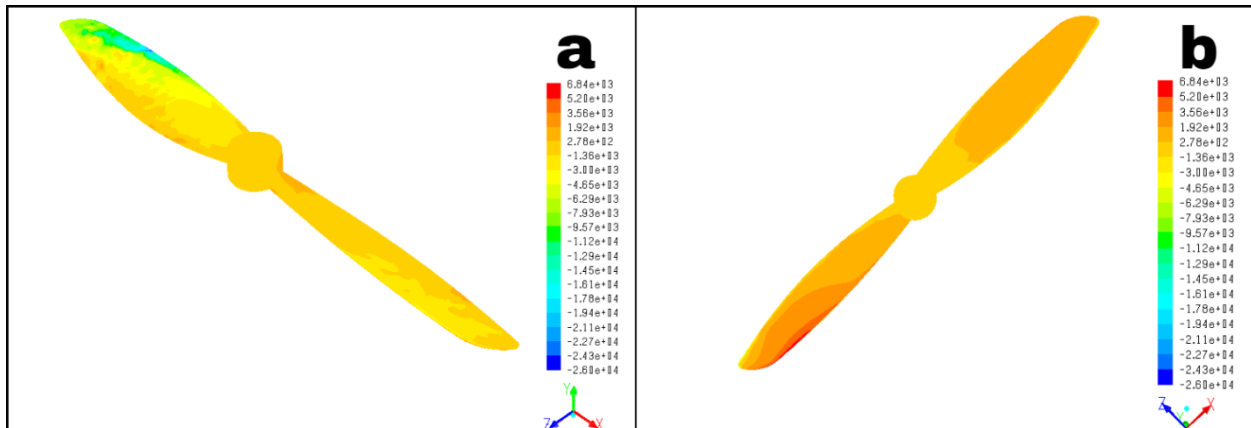 a
6.84e+03
5.20e+03
3.56e+03
1.92e+03
2.78e+02
-1.36e+03
-3.00e+03
-4.65e+03
-6.29e+03
-7.93e+03
-9.57e+03
-1.12e+04
-1.29e+04
-1.45e+04
-1.61e+04
-1.78e+04
-1.94e+04
-2.11e+04
-2.27e+04
-2.43e+04
-2.60e+04
Y
Z
X
b
6.84e+03
5.20e+03
3.56e+03
1.92e+03
2.78e+02
-1.36e+03
-3.00e+03
-4.65e+03
-6.29e+03
-7.93e+03
-9.57e+03
-1.12e+04
-1.29e+04
-1.45e+04
-1.61e+04
-1.78e+04
-1.94e+04
-2.11e+04
-2.27e+04
-2.43e+04
-2.60e+04
Z
X
Y